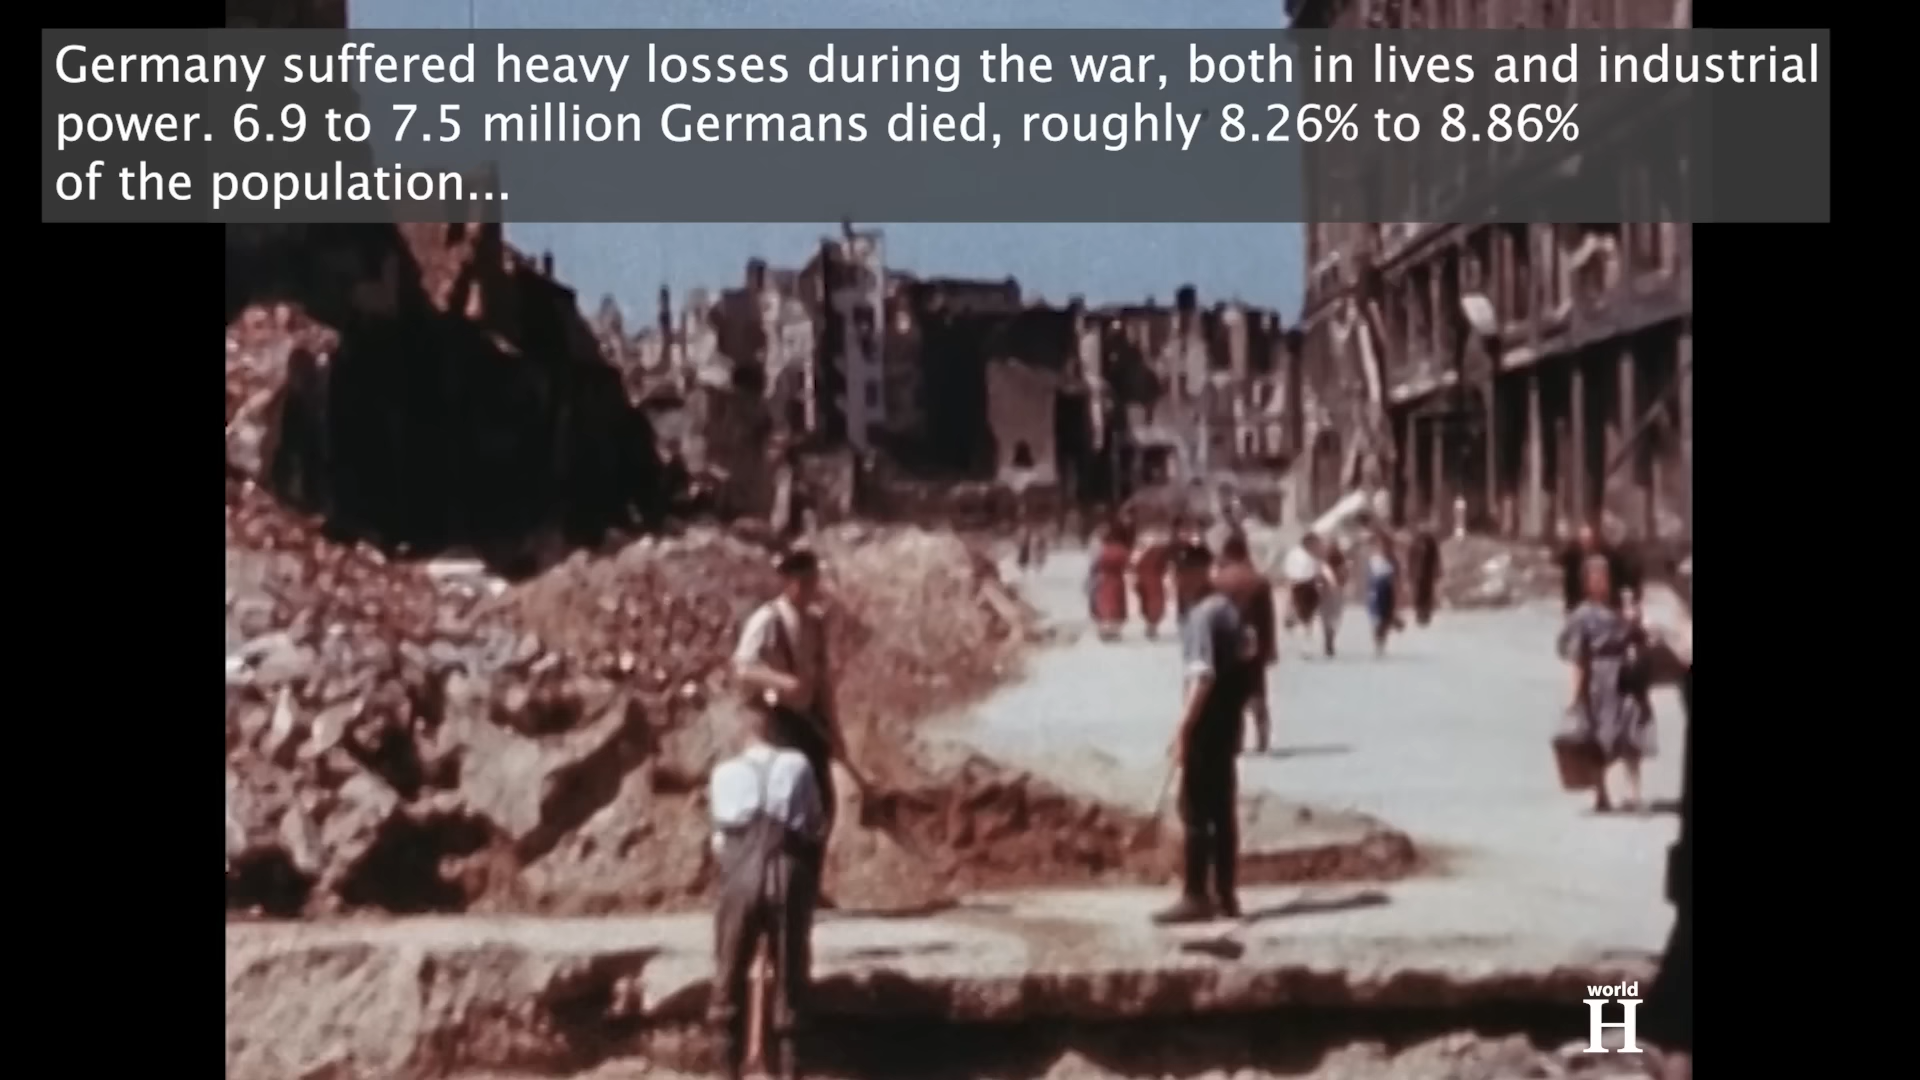 Germany suffered heavy losses during the war, both in lives and industrial
power. 6.9 to 7.5 million Germans died, roughly 8.26% to 8.86%
of the population...
world
H